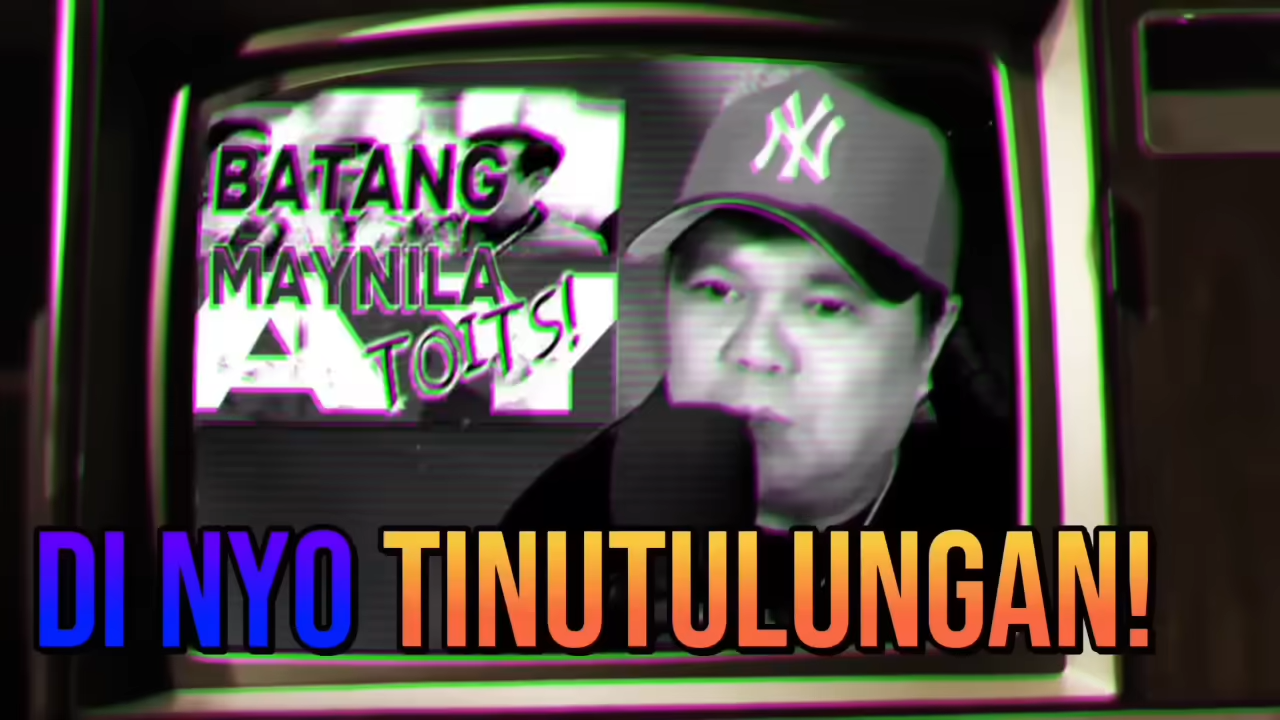 BATANG
MAYNILA
TOITS!
NY
DI NYO TINUTULUNGAN!